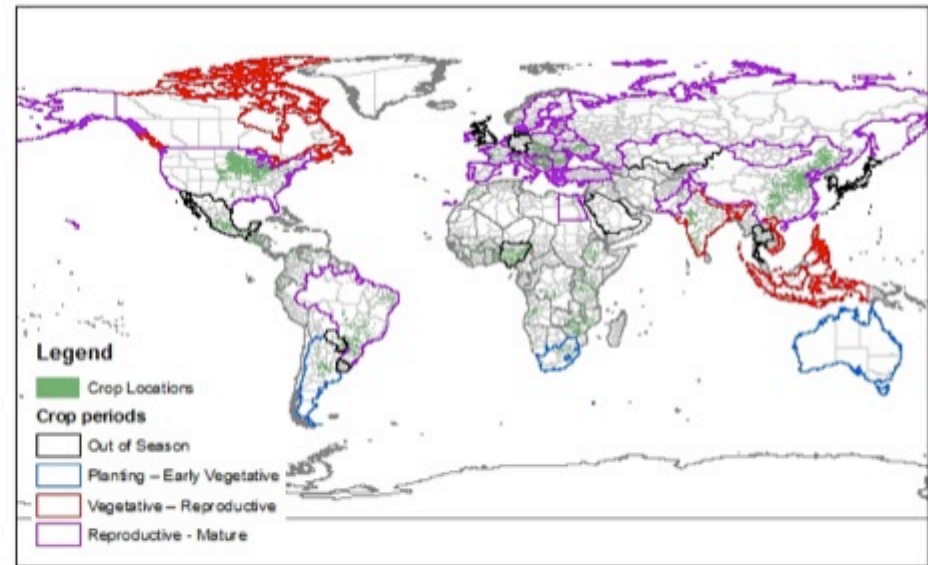 Legend
Crop Locations
Crop periods
Out of Season
Planting – Early Vegetative
Vegetative – Reproductive
Reproductive - Mature